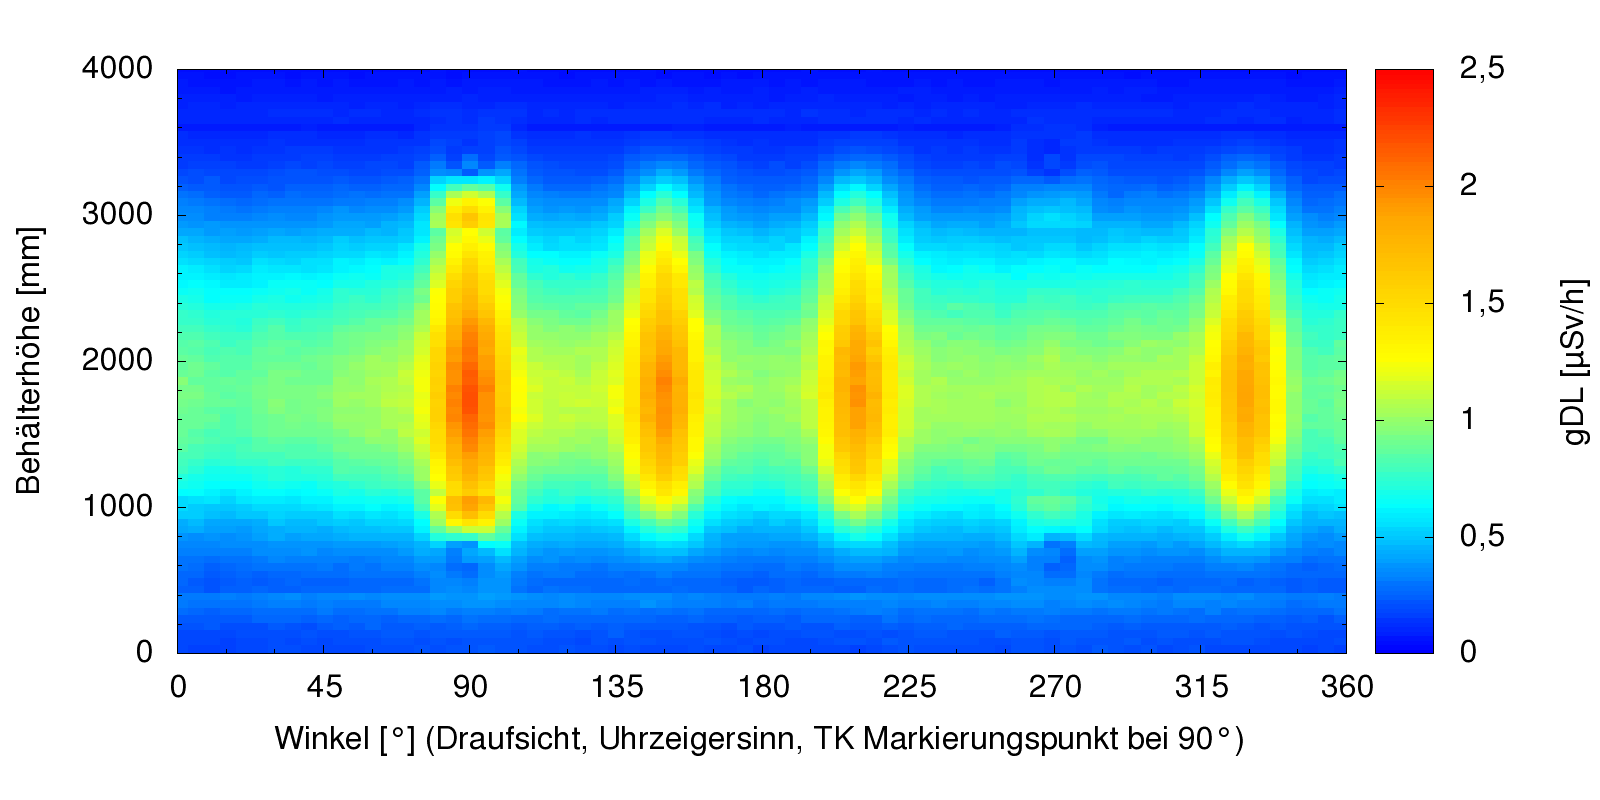 4000
3000
2000
1000
0
Behälterhöhe [mm]
0 45 90 135 180 225 270 315 360
Winkel [°] (Draufsicht, Uhrzeigersinn, TK Markierungspunkt bei 90°)
2,5
2
1,5
1
0,5
0
gDL [µSv/h]